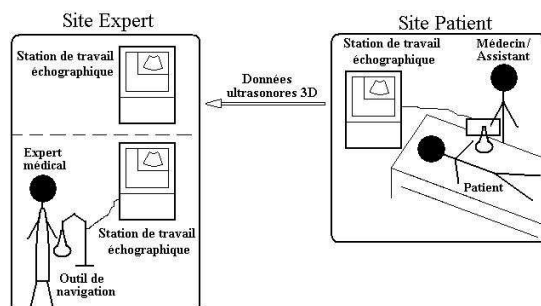 Site Expert
Station de travail
échographique
Expert
médical
Station de travail
échographique
Outil de
navigation
Données
ultrasonores 3D
Site Patient
Station de travail
échographique
Médecin/
Assistant
Patient